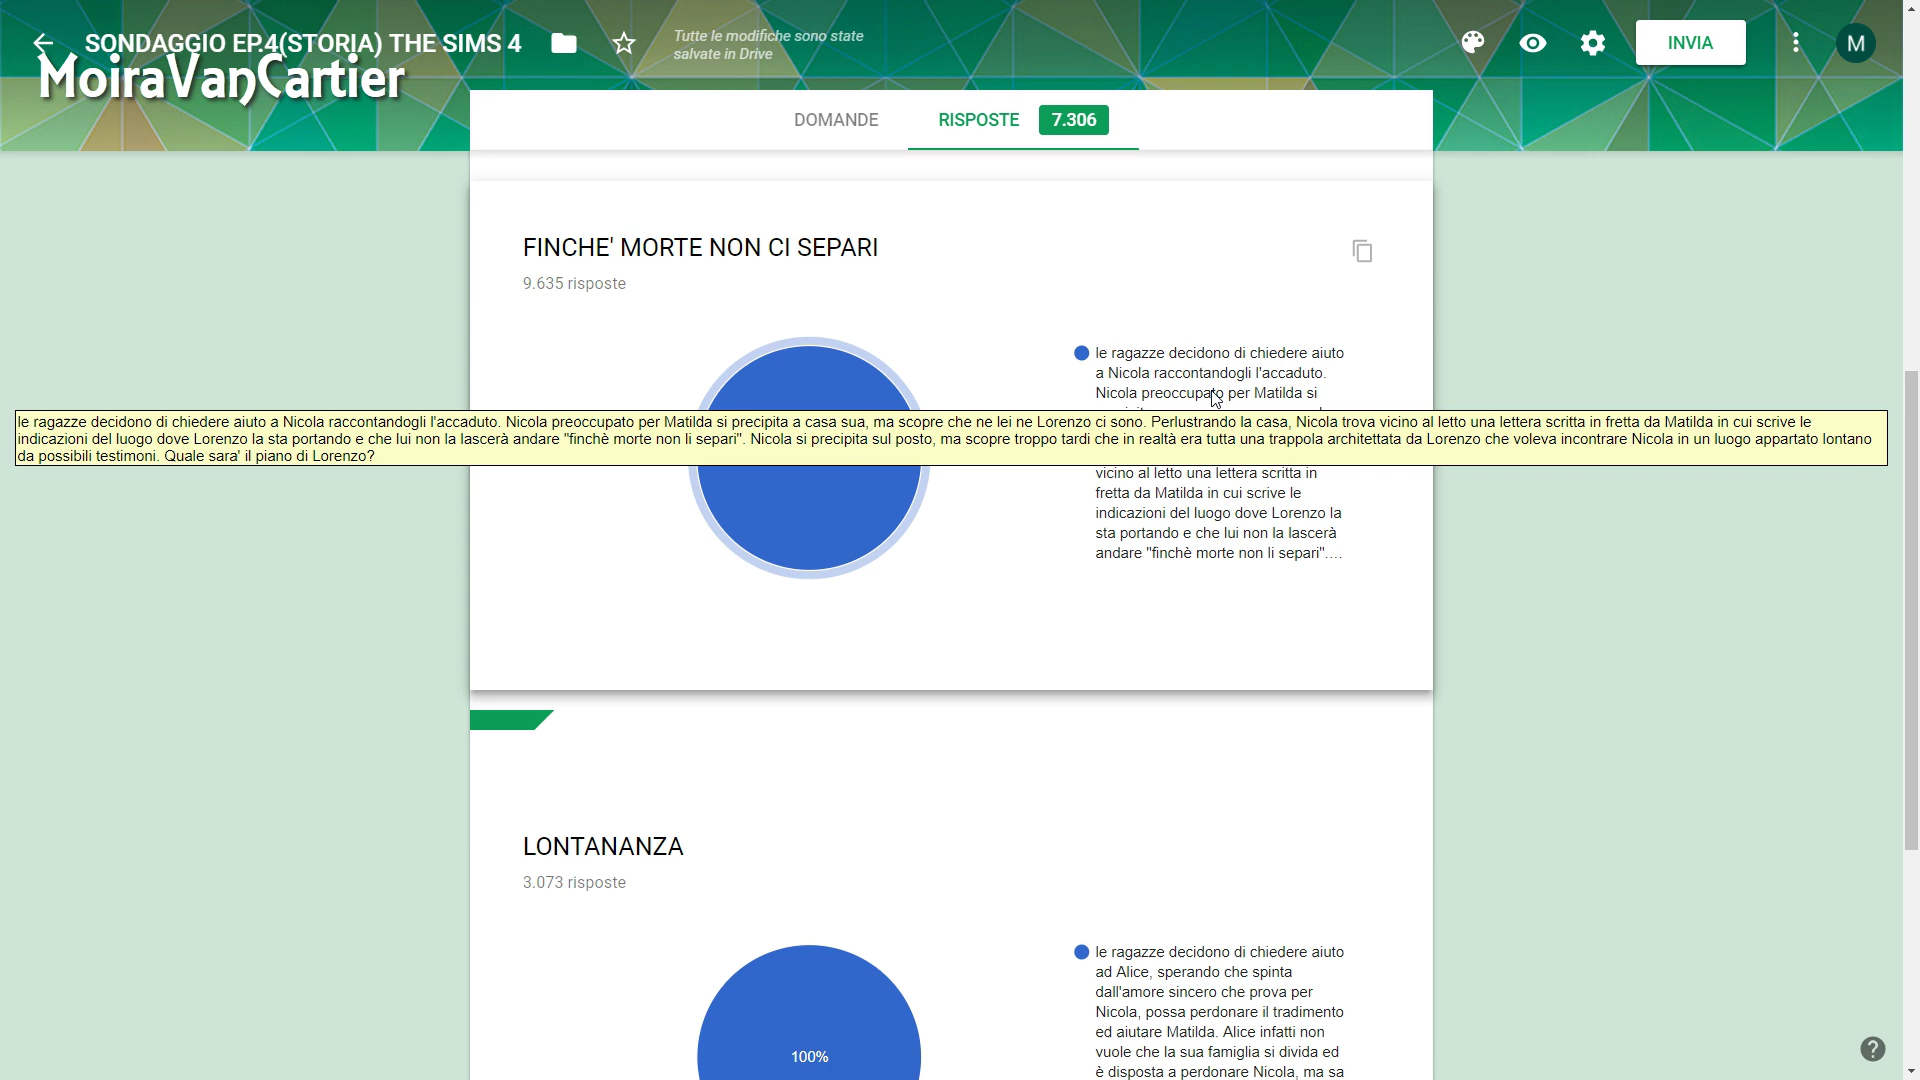 SONDAGGIO EP.4(STORIA) THE SIMS 4
Tutte le modifiche sono state
salvate in Drive
INVIA
M
MoiraVanCartier
DOMANDE
RISPOSTE
7.306
FINCHE' MORTE NON CI SEPARI
9.635 risposte
le ragazze decidono di chiedere aiuto
a Nicola raccontandogli l'accaduto.
Nicola preoccupato per Matilda si
le ragazze decidono di chiedere aiuto a Nicola raccontandogli l'accaduto. Nicola preoccupato per Matilda si precipita a casa sua, ma scopre che ne lei ne Lorenzo ci sono. Perlustrando la casa, Nicola trova vicino al letto una lettera scritta in fretta da Matilda in cui scrive le
indicazioni del luogo dove Lorenzo la sta portando e che lui non la lascerà andare "finchè morte non li separi". Nicola si precipita sul posto, ma scopre troppo tardi che in realtà era tutta una trappola architettata da Lorenzo che voleva incontrare Nicola in un luogo appartato lontano
da possibili testimoni. Quale sara' il piano di Lorenzo?
vicino al letto una lettera scritta in
fretta da Matilda in cui scrive le
indicazioni del luogo dove Lorenzo la
sta portando e che lui non la lascerà
andare "finchè morte non li separi"....
LONTANANZA
3.073 risposte
le ragazze decidono di chiedere aiuto
ad Alice, sperando che spinta
dall'amore sincero che prova per
Nicola, possa perdonare il tradimento
ed aiutare Matilda. Alice infatti non
vuole che la sua famiglia si divida ed
è disposta a perdonare Nicola, ma sa
100%